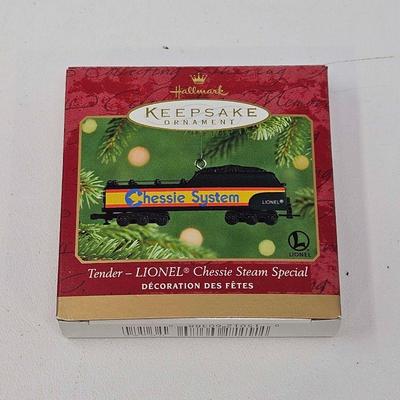 Hallmark
KEEPSAKE
ORNAMENT
Chessie System
LIONEL
L
LIONEL
Tender – LIONEL® Chessie Steam Special
DÉCORATION DES FÊTES